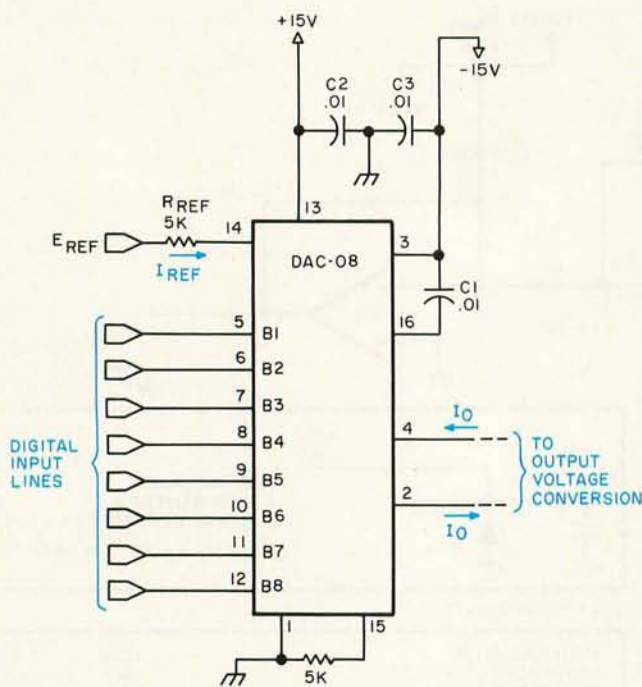 +15V
-15V
C2
.01
C3
.01
RREF
5K
13
14
EREF
IREF
DAC-08
3
C1
.01
16
5
B1
6
B2
7
B3
8
B4
9
B5
10
B6
11
B7
12
B8
DIGITAL
INPUT
LINES
4
IO
2
IO
TO
OUTPUT
VOLTAGE
CONVERSION
1
15
5K